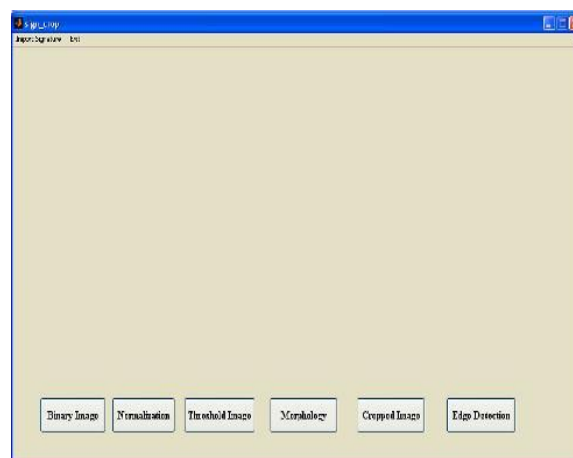 sign_crop
Import Signature Exit
Binary Image Normalization Threshold Image Morphology Cropped Image Edge Detection